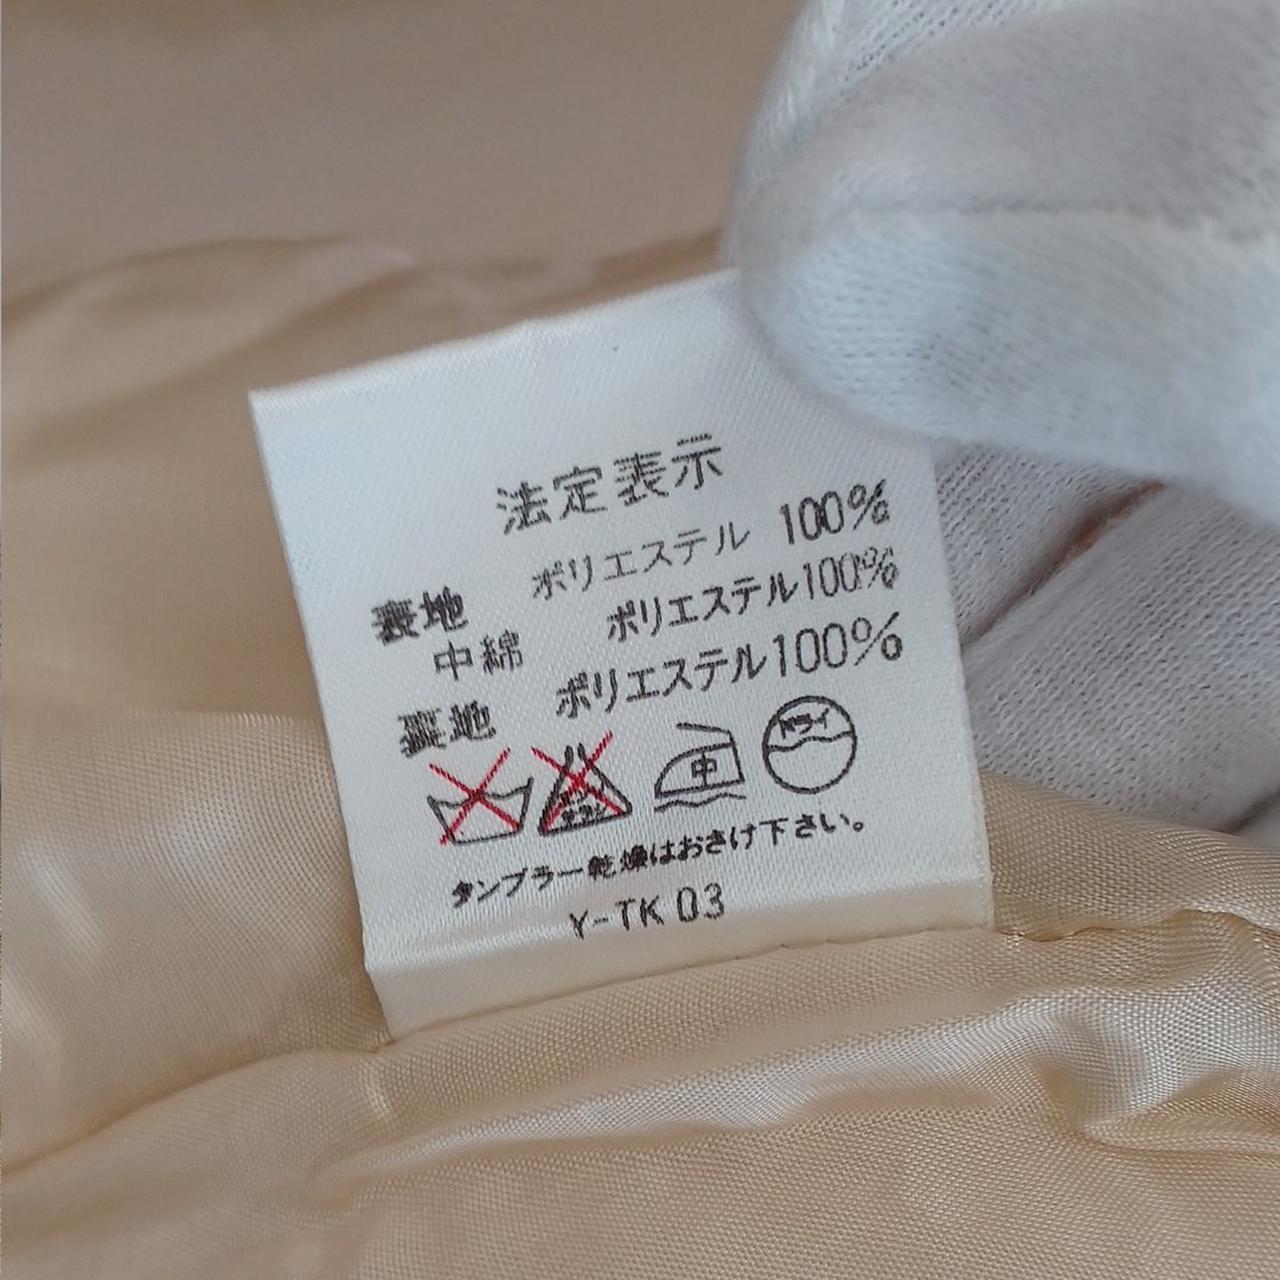 法定表示
表地 ポリエステル 100%
中綿 ポリエステル100%
裏地 ポリエステル100%
中 ドライ
タンブラー乾燥はおさけ下さい。
Y-TK 03